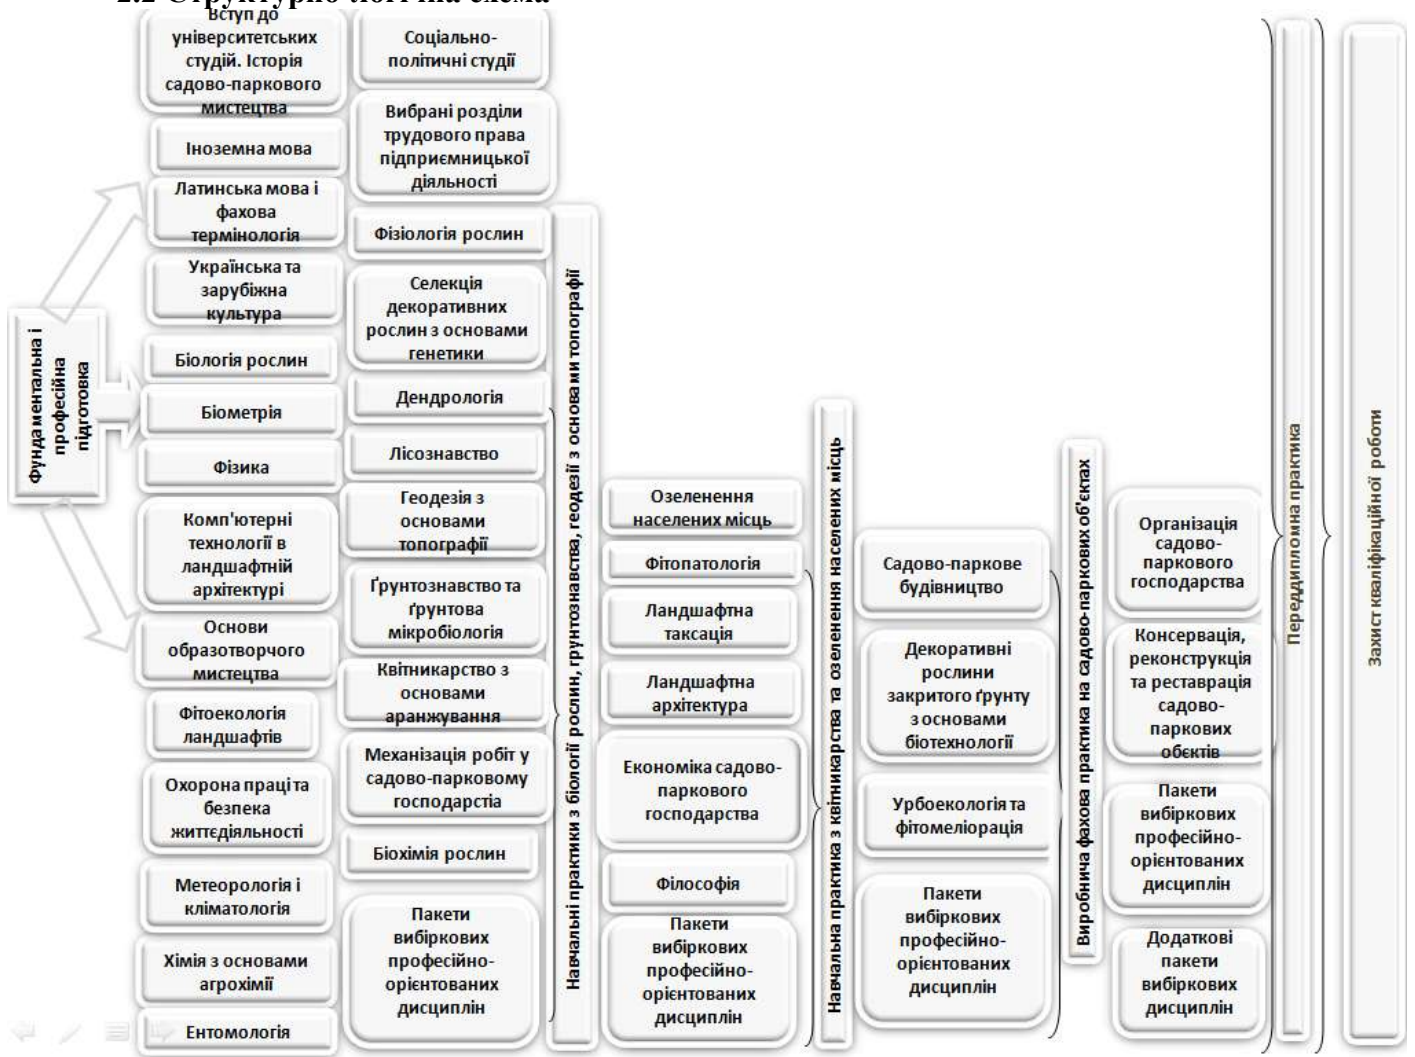 2.2 Структурно-логічна схема
Фундаментальна і
професійна
підготовка
Вступ до
університетських
студій. Історія
садово-паркового
мистецтва
Іноземна мова
Латинська мова і
фахова
термінологія
Українська та
зарубіжна
культура
Біологія рослин
Біометрія
Фізика
Комп'ютерні
технології в
ландшафтній
архітектурі
Основи
образотворчого
мистецтва
Фітоекологія
ландшафтів
Охорона праці та
безпека
життєдіяльності
Метеорологія і
кліматологія
Хімія з основами
агрохімії
Ентомологія
Соціально-
політичні студії
Вибрані розділи
трудового права
підприємницької
діяльності
Фізіологія рослин
Селекція
декоративних
рослин з основами
генетики
Дендрологія
Лісознавство
Геодезія з
основами
топографії
Ґрунтознавство та
ґрунтова
мікробіологія
Квітникарство з
основами
аранжування
Механізація робіт у
садово-парковому
господарстіа
Біохімія рослин
Пакети
вибіркових
професійно-
орієнтованих
дисциплін
Навчальні практики з біології рослин, грунтознавства, геодезії з основами топографії
Озеленення
населених місць
Фітопатологія
Ландшафтна
таксація
Ландшафтна
архітектура
Економіка садово-
паркового
господарства
Філософія
Пакети
вибіркових
професійно-
орієнтованих
дисциплін
Навчальна практика з квітникарства та озеленення населених місць
Садово-паркове
будівництво
Декоративні
рослини
закритого ґрунту
з основами
біотехнології
Урбоекологія та
фітомеліорація
Пакети
вибіркових
професійно-
орієнтованих
дисциплін
Виробнича фахова практика на садово-паркових об'єктах
Організація
садово-
паркового
господарства
Консервація,
реконструкція
та реставрація
садово-
паркових
обєктів
Пакети
вибіркових
професійно-
орієнтованих
дисциплін
Додаткові
пакети
вибіркових
дисциплін
Переддипломна практика
Захист кваліфікаційної роботи